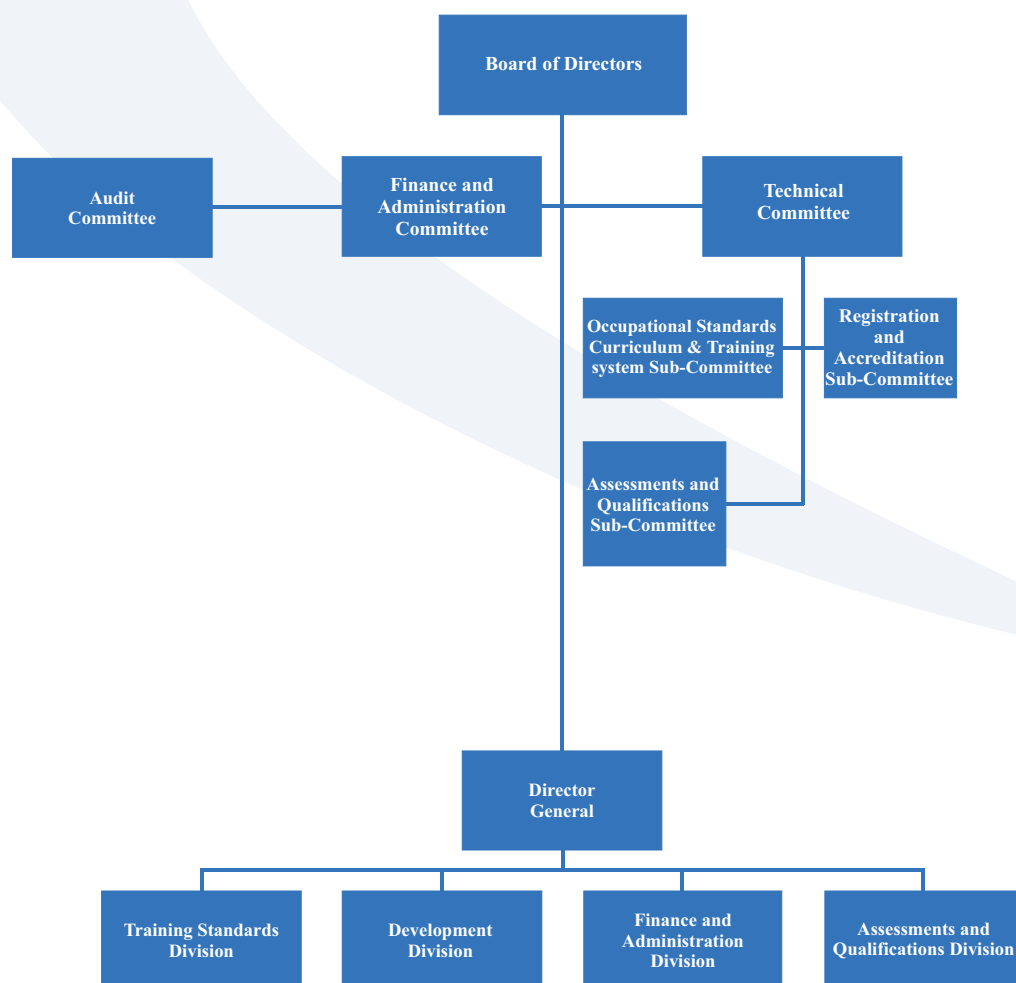 Board of Directors
Audit
Committee
Finance and
Administration
Committee
Technical
Committee
Occupational Standards
Curriculum & Training
system Sub-Committee
Registration
and
Accreditation
Sub-Committee
Assessments and
Qualifications
Sub-Committee
Director
General
Training Standards
Division
Development
Division
Finance and
Administration
Division
Assessments and
Qualifications Division